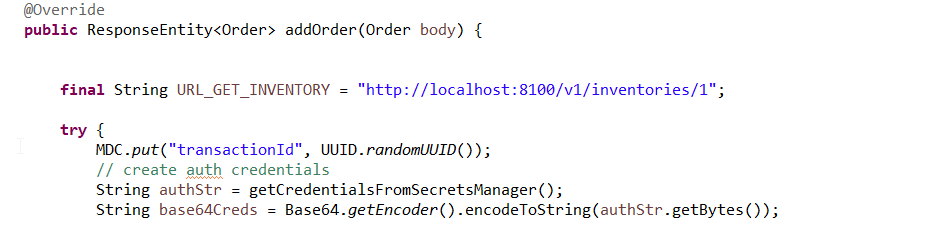 @Override
public ResponseEntity<Order> addOrder(Order body) {
final String URL_GET_INVENTORY = "http://localhost:8100/v1/inventories/1";
try {
MDC.put("transactionId", UUID.randomUUID());
// create auth credentials
String authStr = getCredentialsFromSecretsManager();
String base64Creds = Base64.getEncoder().encodeToString(authStr.getBytes());